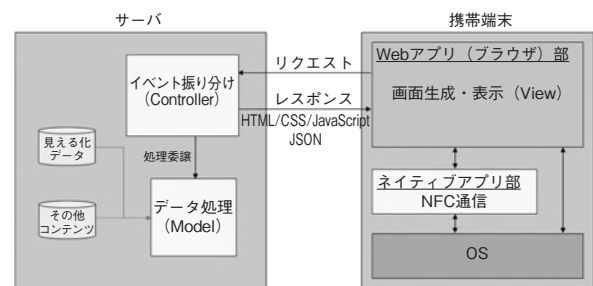 サーバ
携帯端末
イベント振り分け
（Controller）
リクエスト
レスポンス
HTML/CSS/JavaScript
JSON
Webアプリ（ブラウザ）部
画面生成・表示（View）
見える化
データ
処理委譲
その他
コンテンツ
データ処理
（Model）
ネイティブアプリ部
NFC通信
OS